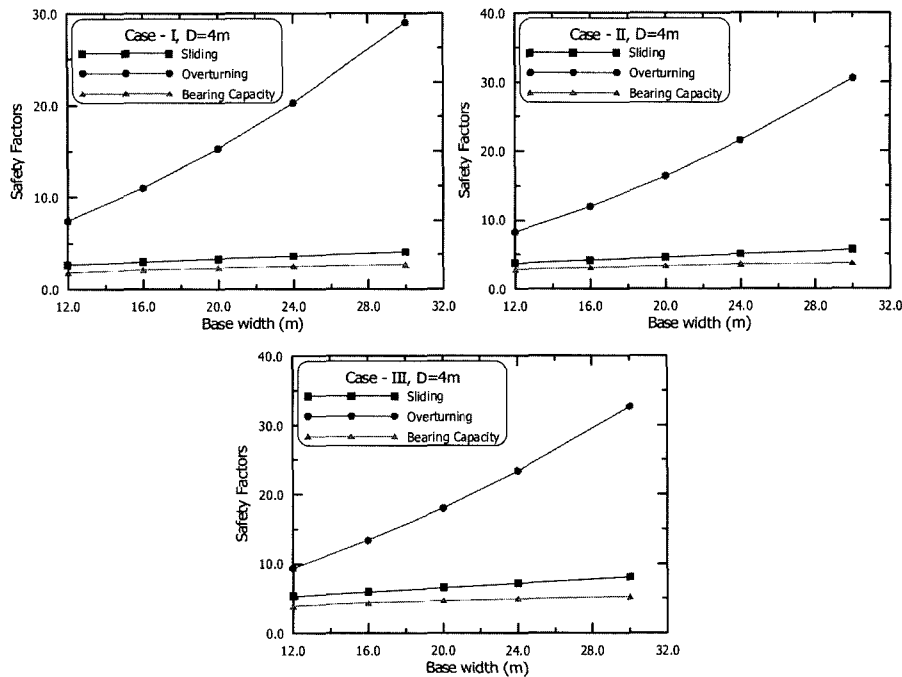 30.0
20.0
10.0
0.0
Safety Factors
Case - I, D=4m
Sliding
Overturning
Bearing Capacity
12.0 16.0 20.0 24.0 28.0 32.0
Base width (m)
40.0
30.0
20.0
10.0
0.0
Safety Factors
Case - II, D=4m
Sliding
Overturning
Bearing Capacity
12.0 16.0 20.0 24.0 28.0 32.0
Base width (m)
40.0
30.0
20.0
10.0
0.0
Safety Factors
Case - III, D=4m
Sliding
Overturning
Bearing Capacity
12.0 16.0 20.0 24.0 28.0 32.0
Base width (m)